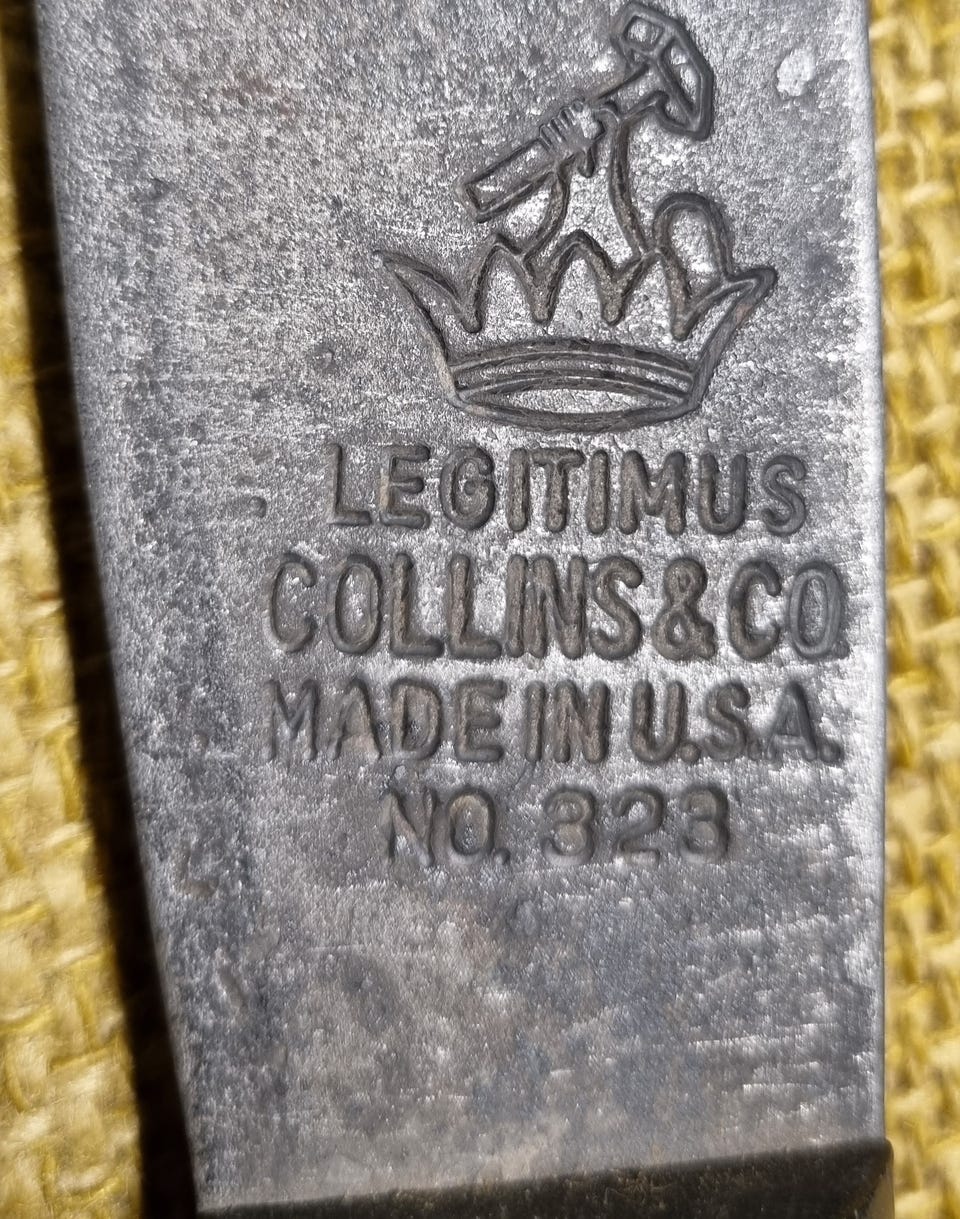 LEGITIMUS
COLLINS & CO.
MADE IN U.S.A.
NO. 323